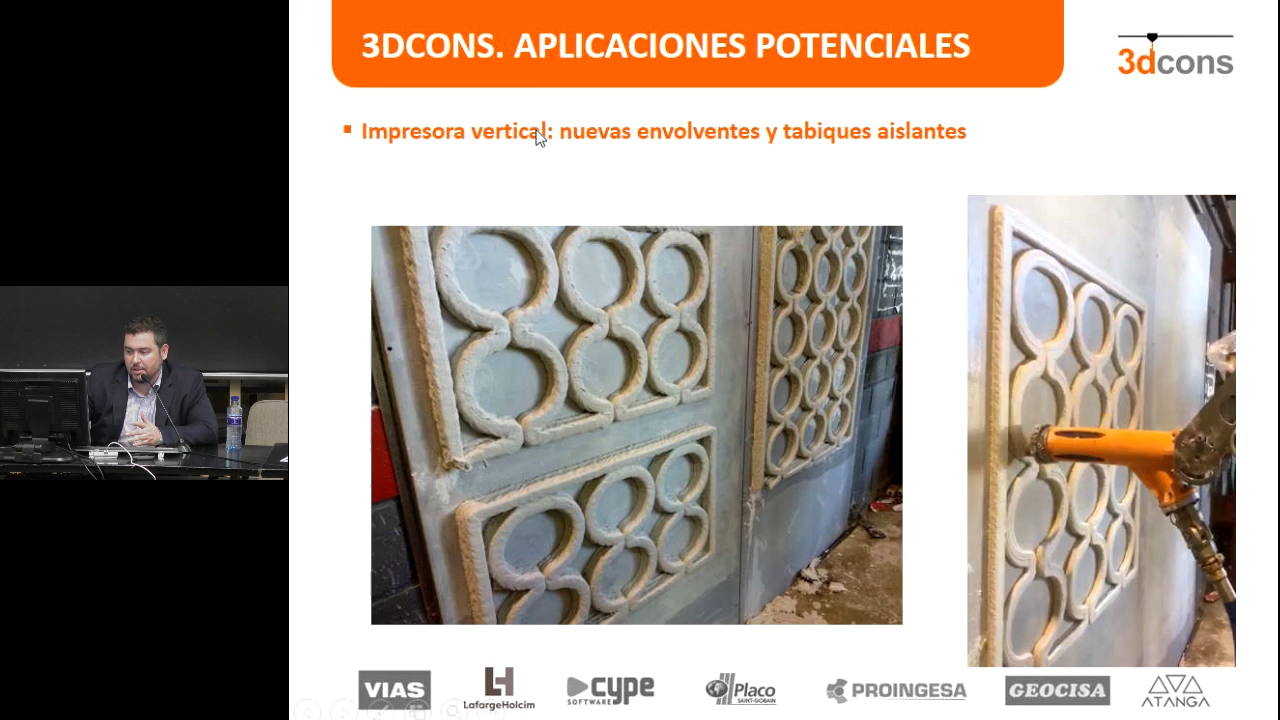 3DCONS. APLICACIONES POTENCIALES
3dcons
▪ Impresora vertical: nuevas envolventes y tabiques aislantes
VIAS
LafargeHolcim
cype
SOFTWARE
Placo
SAINT-GOBAIN
PROINGESA
GEOCISA
ATANGA